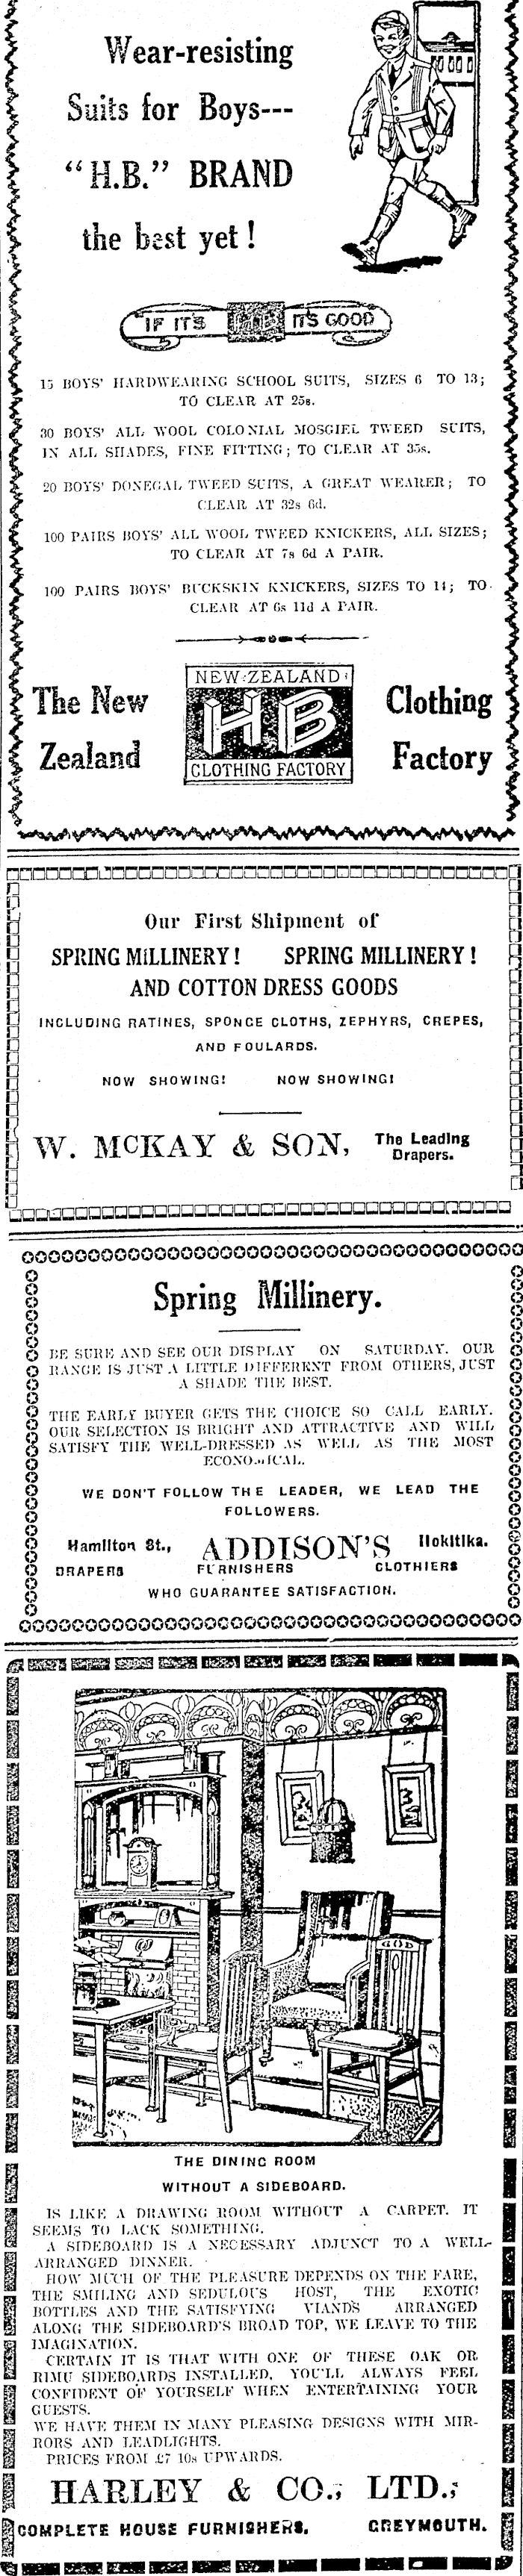 Wear-resisting
Suits for Boys---
"H.B." BRAND
the best yet!
IF IT'S HB IT'S GOOD
15 BOYS' HARDWEARING SCHOOL SUITS, SIZES 6 TO 13;
TO CLEAR AT 25s.
30 BOYS' ALL WOOL COLONIAL MOSGIEL TWEED SUITS,
IN ALL SHADES, FINE FITTING; TO CLEAR AT 35s.
20 BOYS' DONEGAL TWEED SUITS, A GREAT WEARER; TO
CLEAR AT 32s 6d.
100 PAIRS BOYS' ALL WOOL TWEED KNICKERS, ALL SIZES;
TO CLEAR AT 7s 6d A PAIR.
100 PAIRS BOYS' BUCKSKIN KNICKERS, SIZES TO 14; TO
CLEAR AT 6s 11d A PAIR.
The New
Zealand
NEW ZEALAND
HB
CLOTHING FACTORY
Clothing
Factory
Our First Shipment of
SPRING MILLINERY! SPRING MILLINERY!
AND COTTON DRESS GOODS
INCLUDING RATINES, SPONCE CLOTHS, ZEPHYRS, CREPES,
AND FOULARDS.
NOW SHOWING! NOW SHOWING!
W. McKAY & SON, The Leading
Drapers.
Spring Millinery.
BE SURE AND SEE OUR DISPLAY ON SATURDAY. OUR
RANGE IS JUST A LITTLE DIFFERENT FROM OTHERS, JUST
A SHADE THE BEST.
THE EARLY BUYER GETS THE CHOICE SO CALL EARLY.
OUR SELECTION IS BRIGHT AND ATTRACTIVE AND WILL
SATISFY THE WELL-DRESSED AS WELL AS THE MOST
ECONOMICAL.
WE DON'T FOLLOW THE LEADER, WE LEAD THE
FOLLOWERS.
Hamilton St., ADDISON'S Hokitika.
DRAPERS FURNISHERS CLOTHIERS
WHO GUARANTEE SATISFACTION.
THE DINING ROOM
WITHOUT A SIDEBOARD.
IS LIKE A DRAWING ROOM WITHOUT A CARPET. IT
SEEMS TO LACK SOMETHING.
A SIDEBOARD IS A NECESSARY ADJUNCT TO A WELL-
ARRANGED DINNER.
HOW MUCH OF THE PLEASURE DEPENDS ON THE FARE,
THE SMILING AND SEDULOUS HOST, THE EXOTIC
BOTTLES AND THE SATISFYING VIANDS ARRANGED
ALONG THE SIDEBOARD'S BROAD TOP, WE LEAVE TO THE
IMAGINATION.
CERTAIN IT IS THAT WITH ONE OF THESE OAK OR
RIMU SIDEBOARDS INSTALLED, YOU'LL ALWAYS FEEL
CONFIDENT OF YOURSELF WHEN ENTERTAINING YOUR
GUESTS.
WE HAVE THEM IN MANY PLEASING DESIGNS WITH MIR-
RORS AND LEADLIGHTS.
PRICES FROM £7 10s UPWARDS.
HARLEY & CO., LTD.,
COMPLETE HOUSE FURNISHERS, GREYMOUTH.